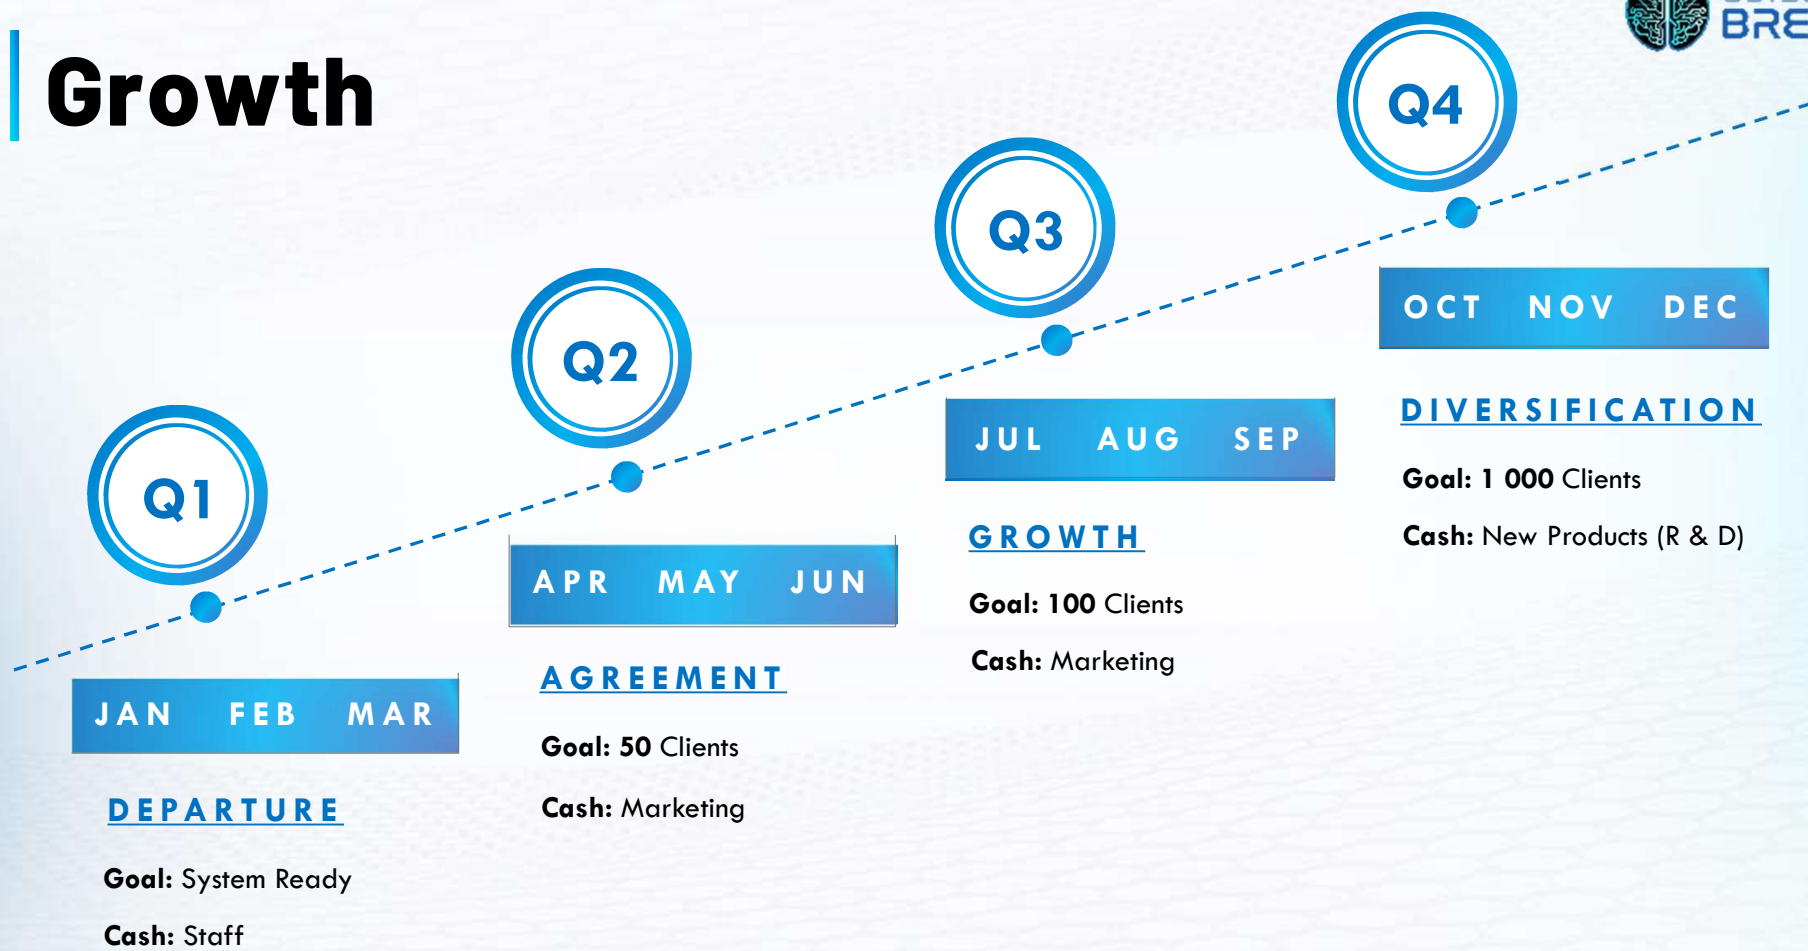 Growth
Q1
JAN FEB MAR
DEPARTURE
Goal: System Ready
Cash: Staff
Q2
APR MAY JUN
AGREEMENT
Goal: 50 Clients
Cash: Marketing
Q3
JUL AUG SEP
GROWTH
Goal: 100 Clients
Cash: Marketing
Q4
OCT NOV DEC
DIVERSIFICATION
Goal: 1 000 Clients
Cash: New Products (R & D)